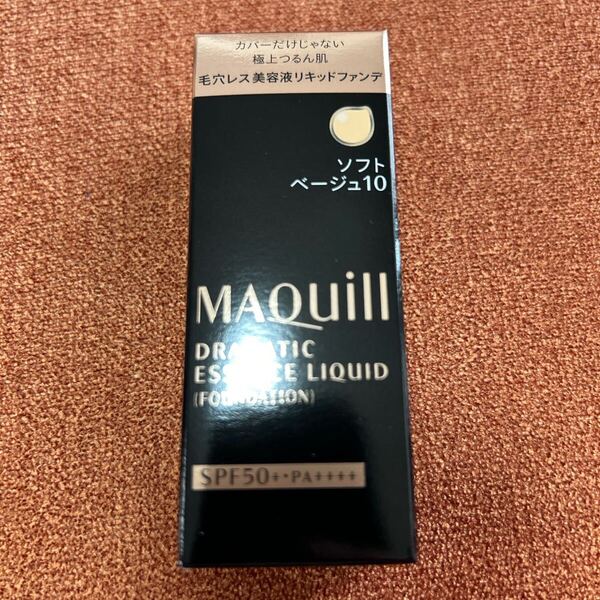 カバーだけじゃない
極上つるん肌
毛穴レス美容液リキッドファンデ
ソフト
ベージュ10
MAQuill
DRAMATIC
ESSENCE LIQUID
(FOUNDATION)
SPF50+・PA++++